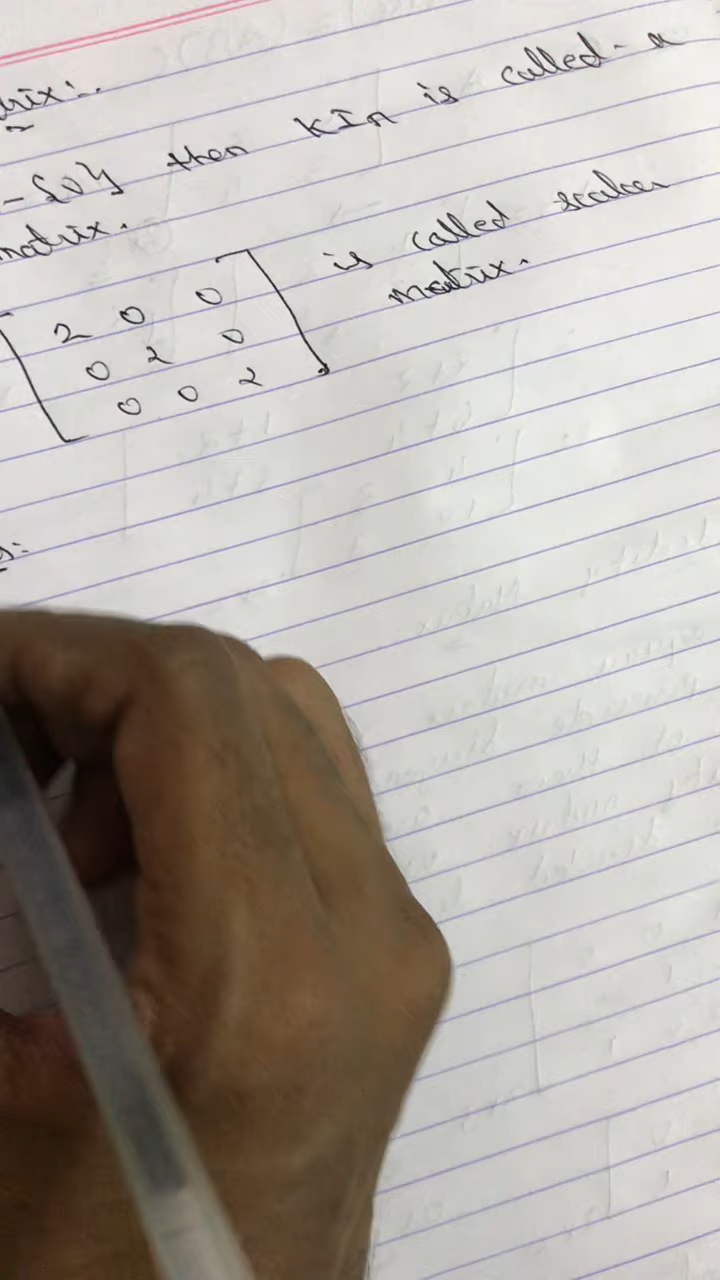 trix:-
- {0} then KIn is called a
matrix.
2 0 0
0 2 0
0 0 2
is called scalar
matrix.